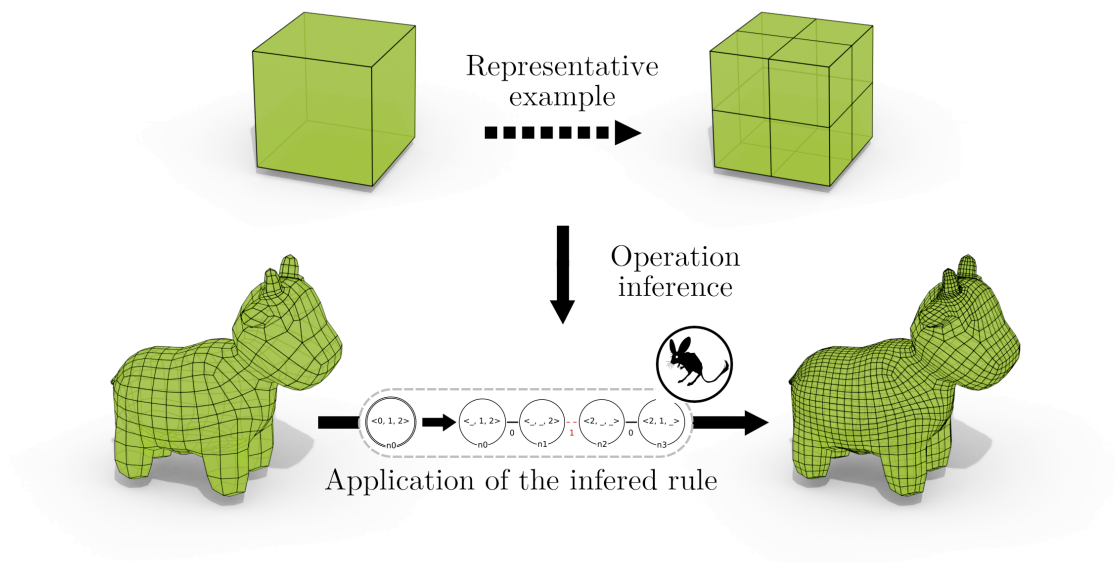 Representative
example
Operation
inference
<0, 1, 2>
n0
<_, 1, 2>
n0
0
<_, _, 2>
n1
1
<2, _, _>
n2
0
<2, 1, _>
n3
Application of the infered rule